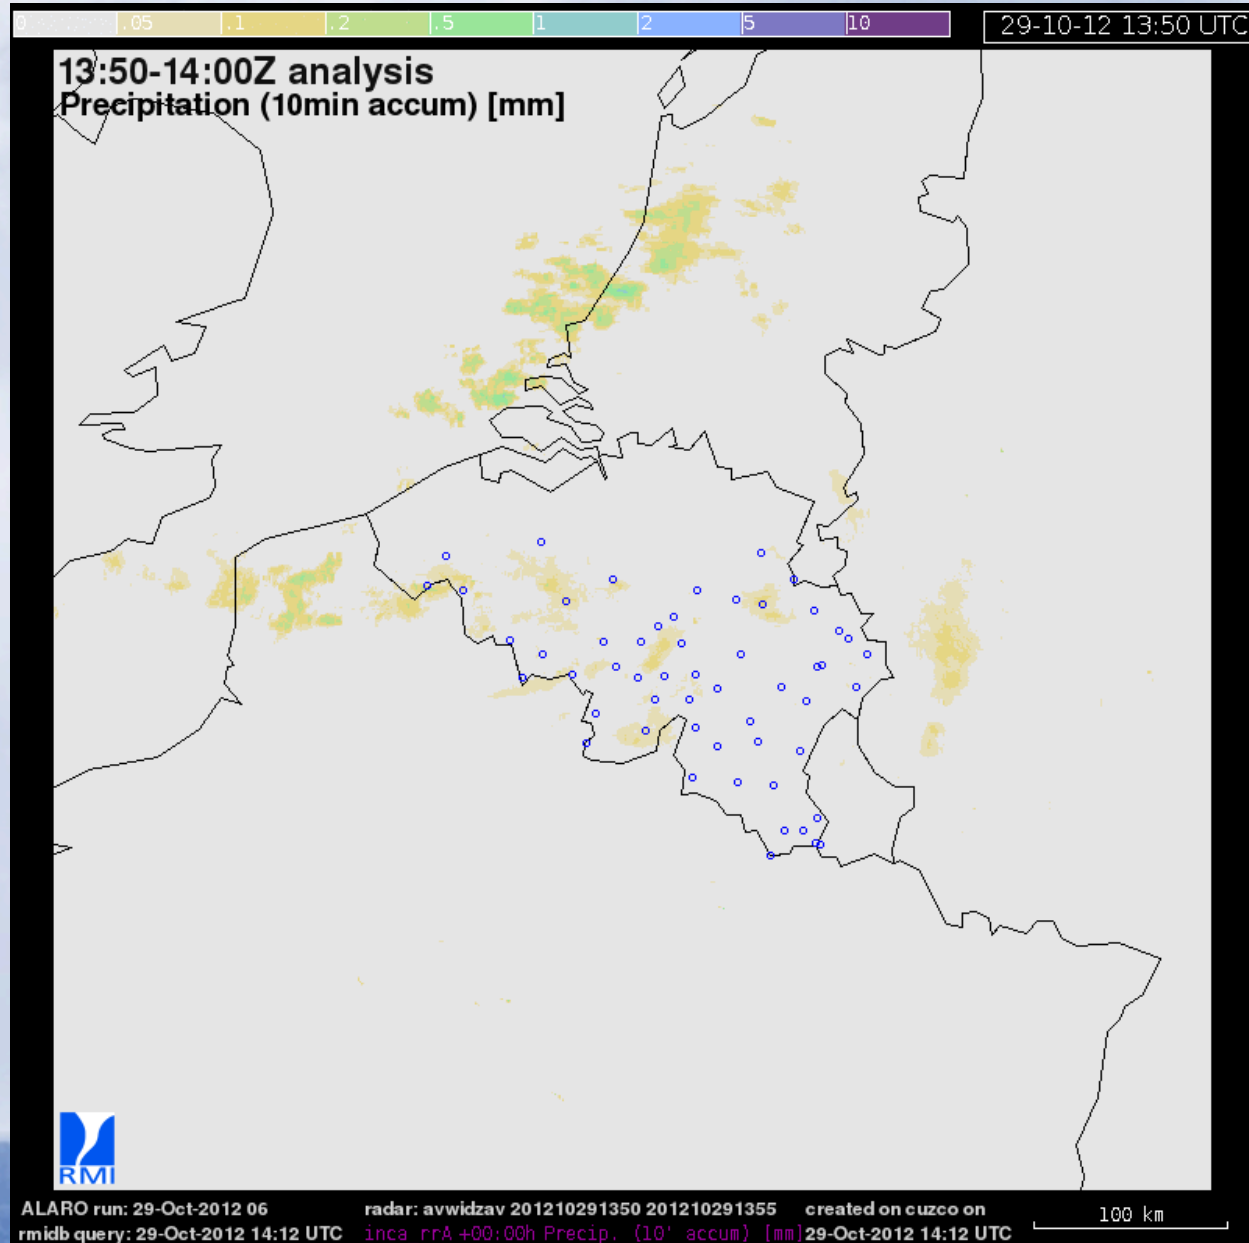 0 .05 .1 .2 .5 1 2 5 10 29-10-12 13:50 UTC
13:50-14:00Z analysis
Precipitation (10min accum) [mm]
RMI
ALARO run: 29-Oct-2012 06 radar: avwidzav 201210291350 201210291355 created on cuzco on
100 km
rmidb query: 29-Oct-2012 14:12 UTC inca rrA +00:00h Precip. (10' accum) [mm] 29-Oct-2012 14:12 UTC